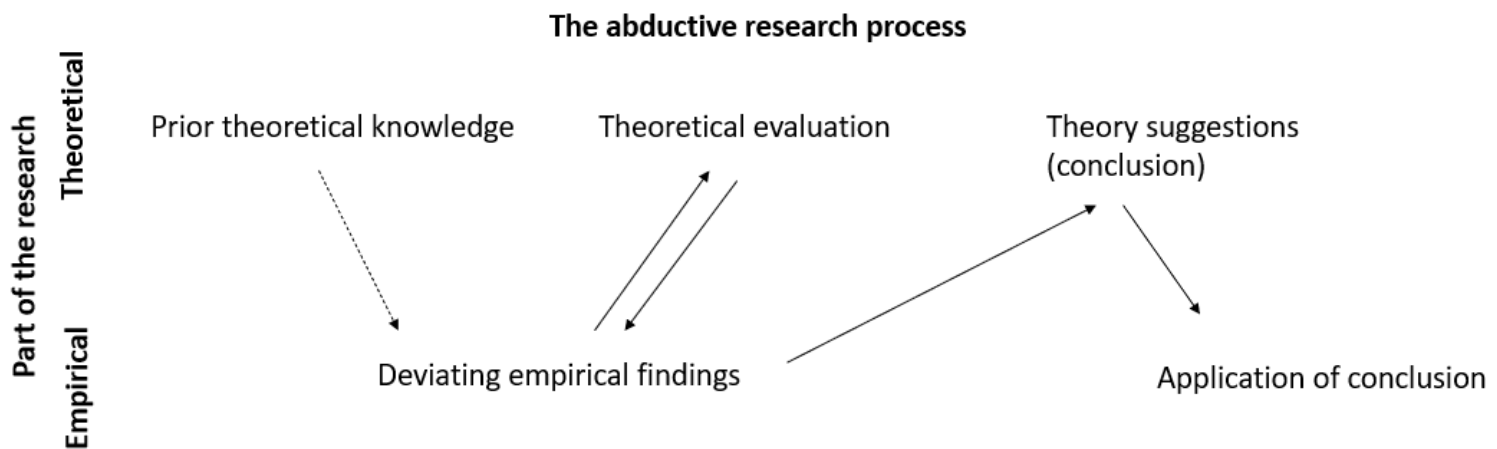 The abductive research process
Part of the research
Theoretical
Empirical
Prior theoretical knowledge
Theoretical evaluation
Theory suggestions
(conclusion)
Deviating empirical findings
Application of conclusion